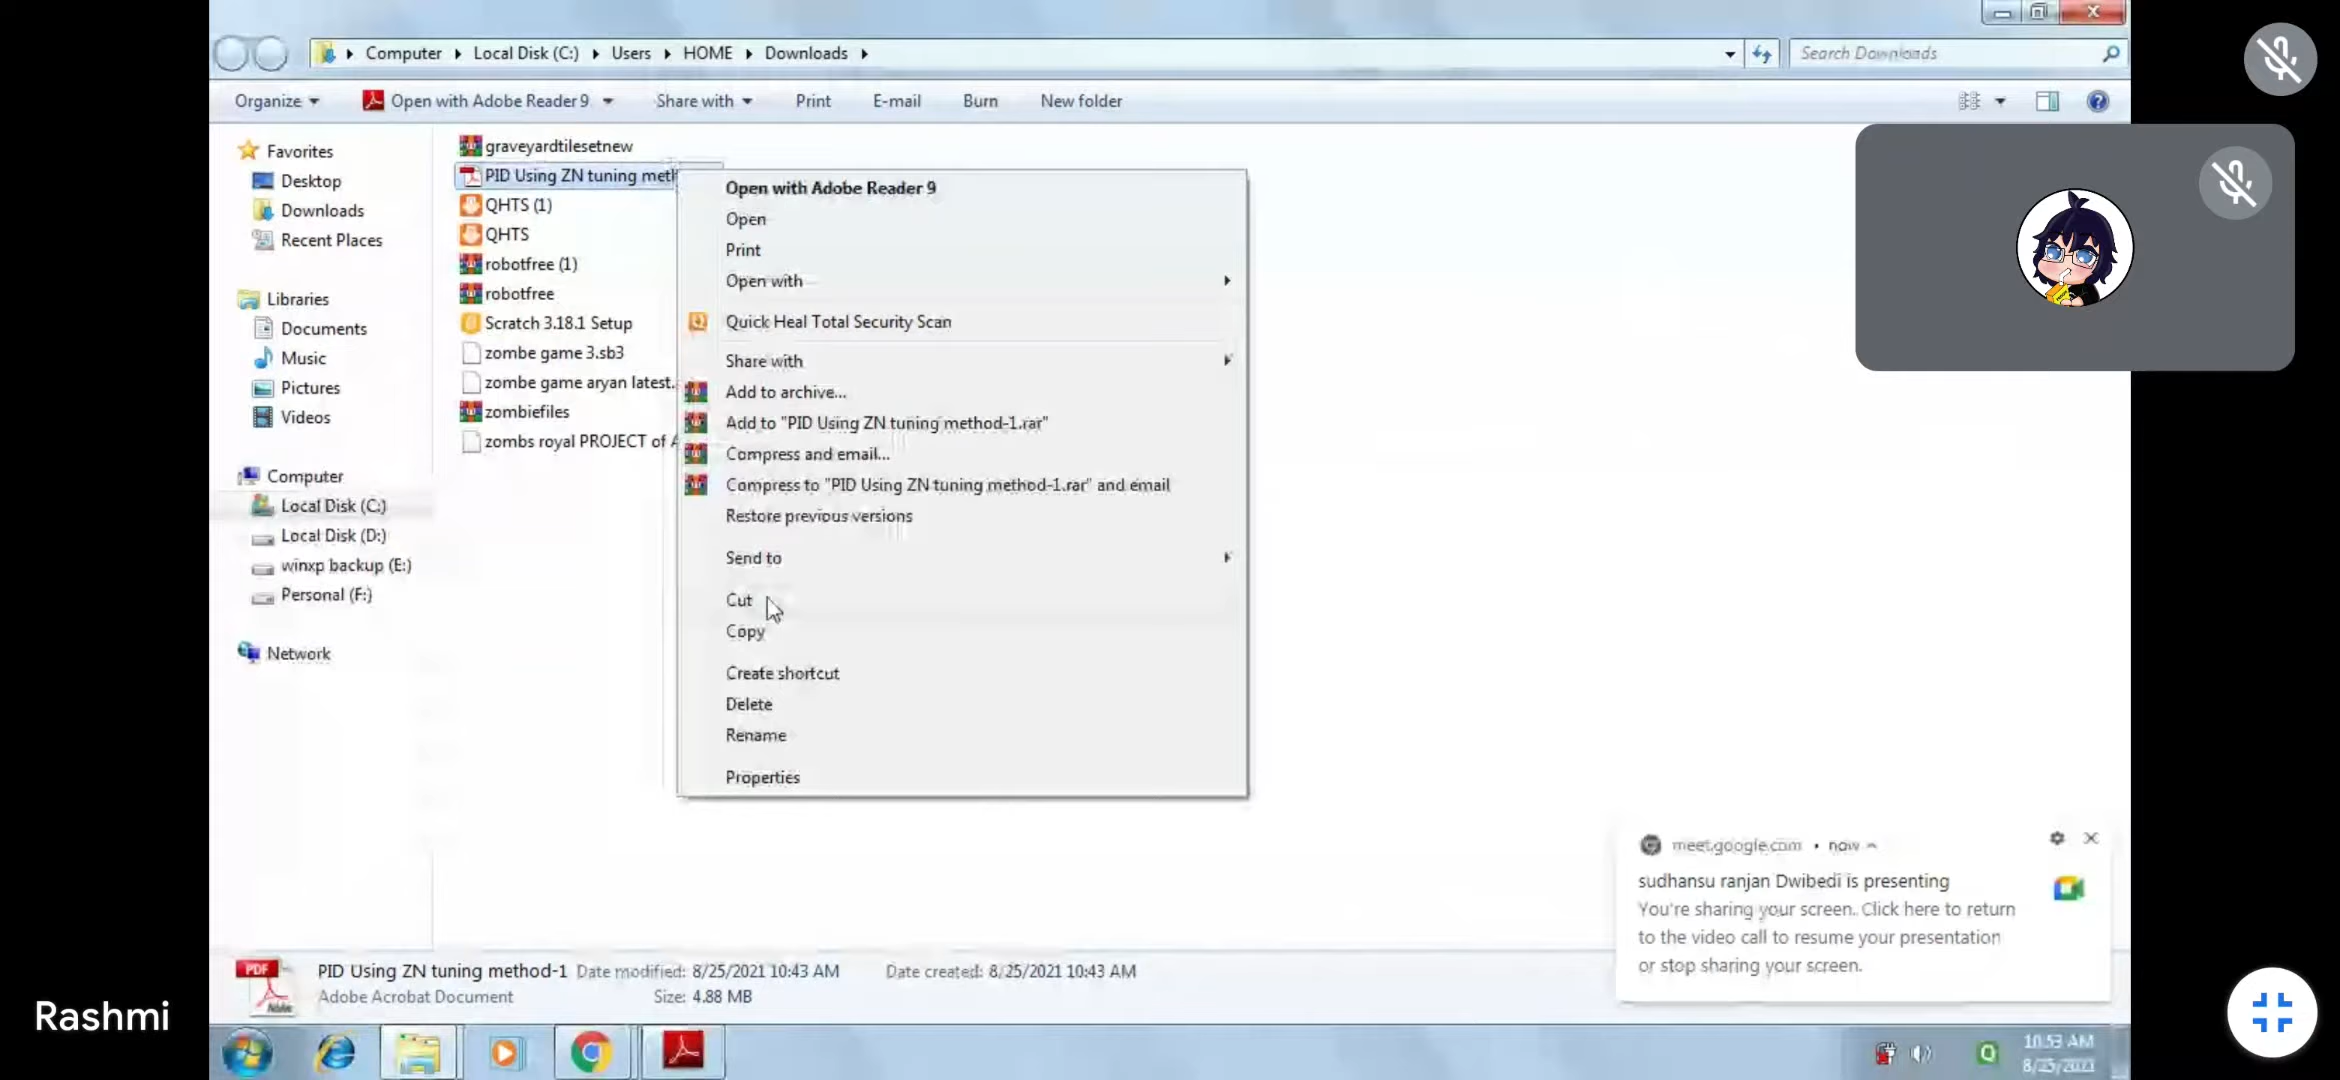 Computer Local Disk (C:) Users HOME Downloads
Search Downloads
Organize Open with Adobe Reader 9 Share with Print E-mail Burn New folder
Favorites
Desktop
Downloads
Recent Places
Libraries
Documents
Music
Pictures
Videos
Computer
Local Disk (C:)
Local Disk (D:)
winxp backup (E:)
Personal (F:)
Network
graveyardtilesetnew
PID Using ZN tuning meth
QHTS (1)
QHTS
robotfree (1)
robotfree
Scratch 3.18.1 Setup
zombe game 3.sb3
zombe game aryan latest.
zombiefiles
zombs royal PROJECT of A
Open with Adobe Reader 9
Open
Print
Open with
Quick Heal Total Security Scan
Share with
Add to archive...
Add to "PID Using ZN tuning method-1.rar"
Compress and email...
Compress to "PID Using ZN tuning method-1.rar" and email
Restore previous versions
Send to
Cut
Copy
Create shortcut
Delete
Rename
Properties
meet.google.com • now
sudhansu ranjan Dwibedi is presenting
You're sharing your screen. Click here to return
to the video call to resume your presentation
or stop sharing your screen.
PDF
Adobe
PID Using ZN tuning method-1 Date modified: 8/25/2021 10:43 AM Date created: 8/25/2021 10:43 AM
Adobe Acrobat Document Size: 4.88 MB
Rashmi
10:53 AM
8/25/2021